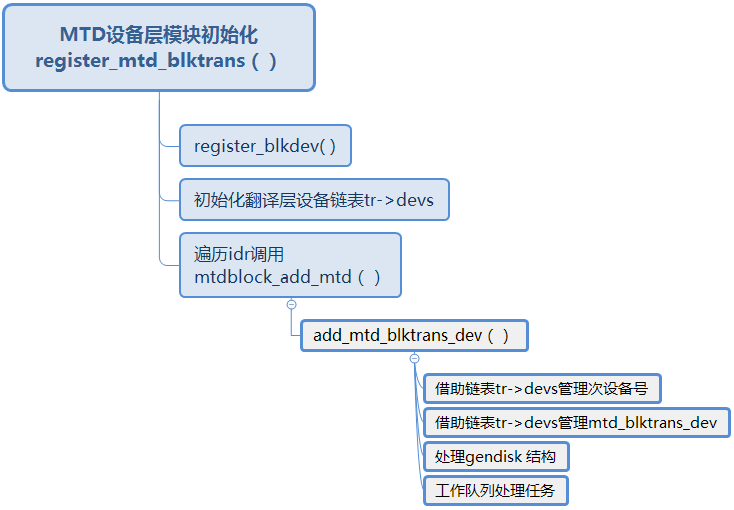 MTD设备层模块初始化
register_mtd_blktrans（ ）
register_blkdev( )
初始化翻译层设备链表tr->devs
遍历idr调用
mtdblock_add_mtd（ ）
add_mtd_blktrans_dev（ ）
借助链表tr->devs管理次设备号
借助链表tr->devs管理mtd_blktrans_dev
处理gendisk 结构
工作队列处理任务